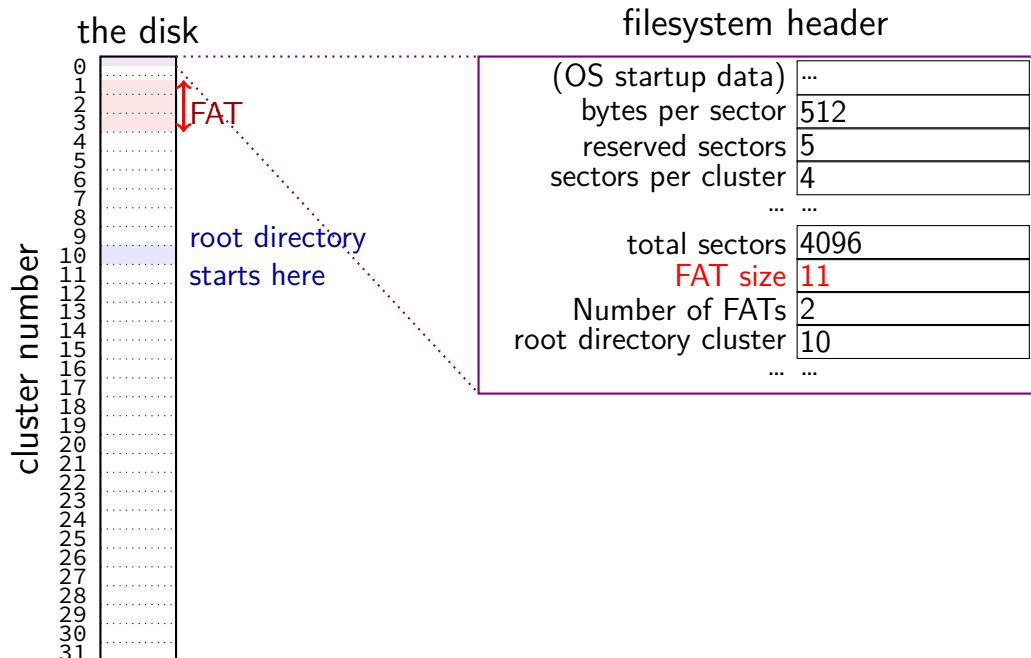 the disk
filesystem header
cluster number
0
1
2
3
4
5
6
7
8
9
10
11
12
13
14
15
16
17
18
19
20
21
22
23
24
25
26
27
28
29
30
31
FAT
root directory
starts here
(OS startup data) ...
bytes per sector 512
reserved sectors 5
sectors per cluster 4
... ...
total sectors 4096
FAT size 11
Number of FATs 2
root directory cluster 10
... ...